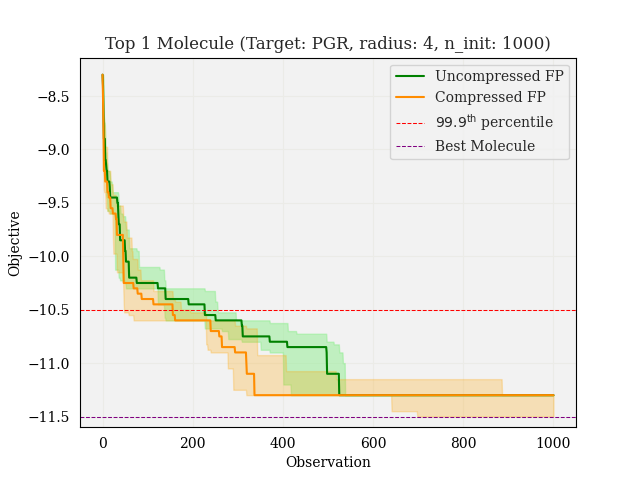 Top 1 Molecule (Target: PGR, radius: 4, n_init: 1000)
Uncompressed FP
Compressed FP
99.9th percentile
Best Molecule
−8.5
−9.0
−9.5
−10.0
−10.5
−11.0
−11.5
Objective
0
200
400
600
800
1000
Observation